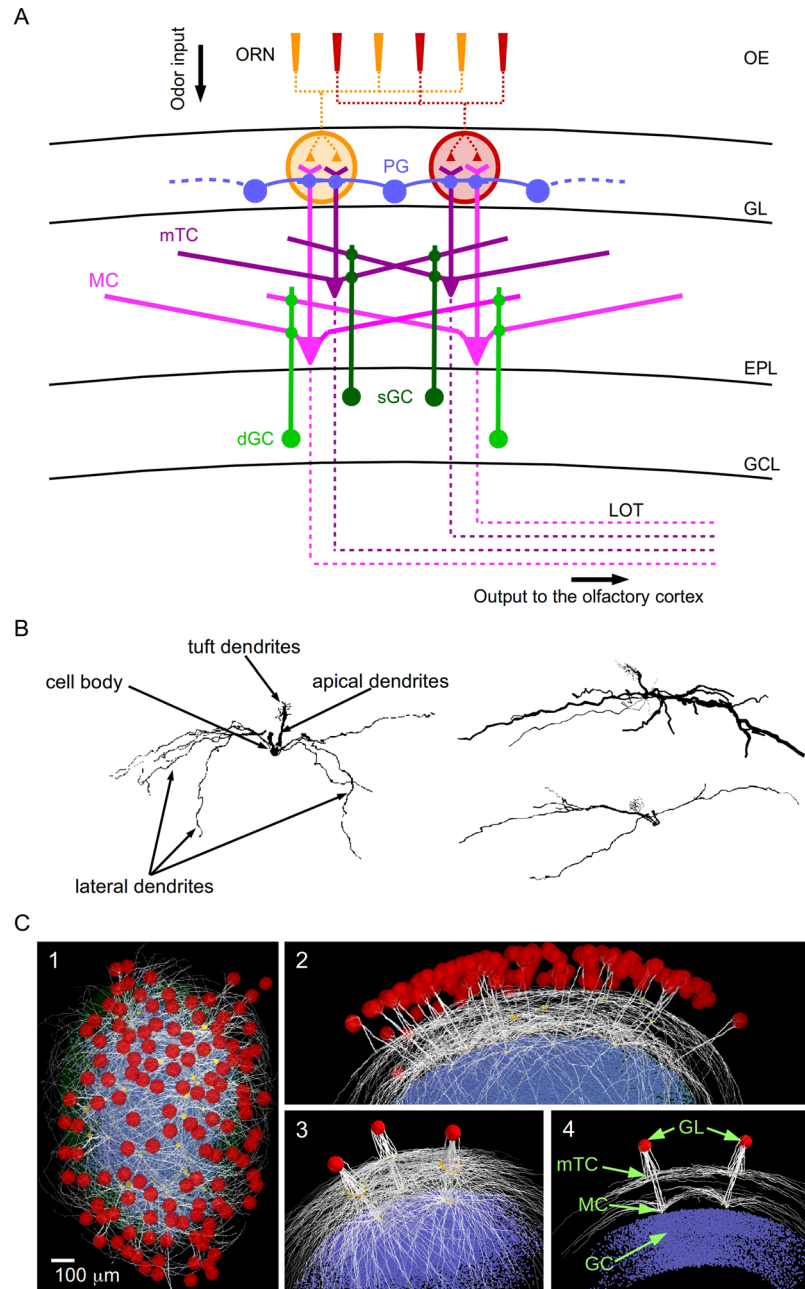 A
Odor input
ORN
OE
PG
GL
mTC
MC
EPL
sGC
dGC
GCL
LOT
Output to the olfactory cortex
B
tuft dendrites
cell body
apical dendrites
lateral dendrites
C
1
100 μm
2
3
4
GL
mTC
MC
GC